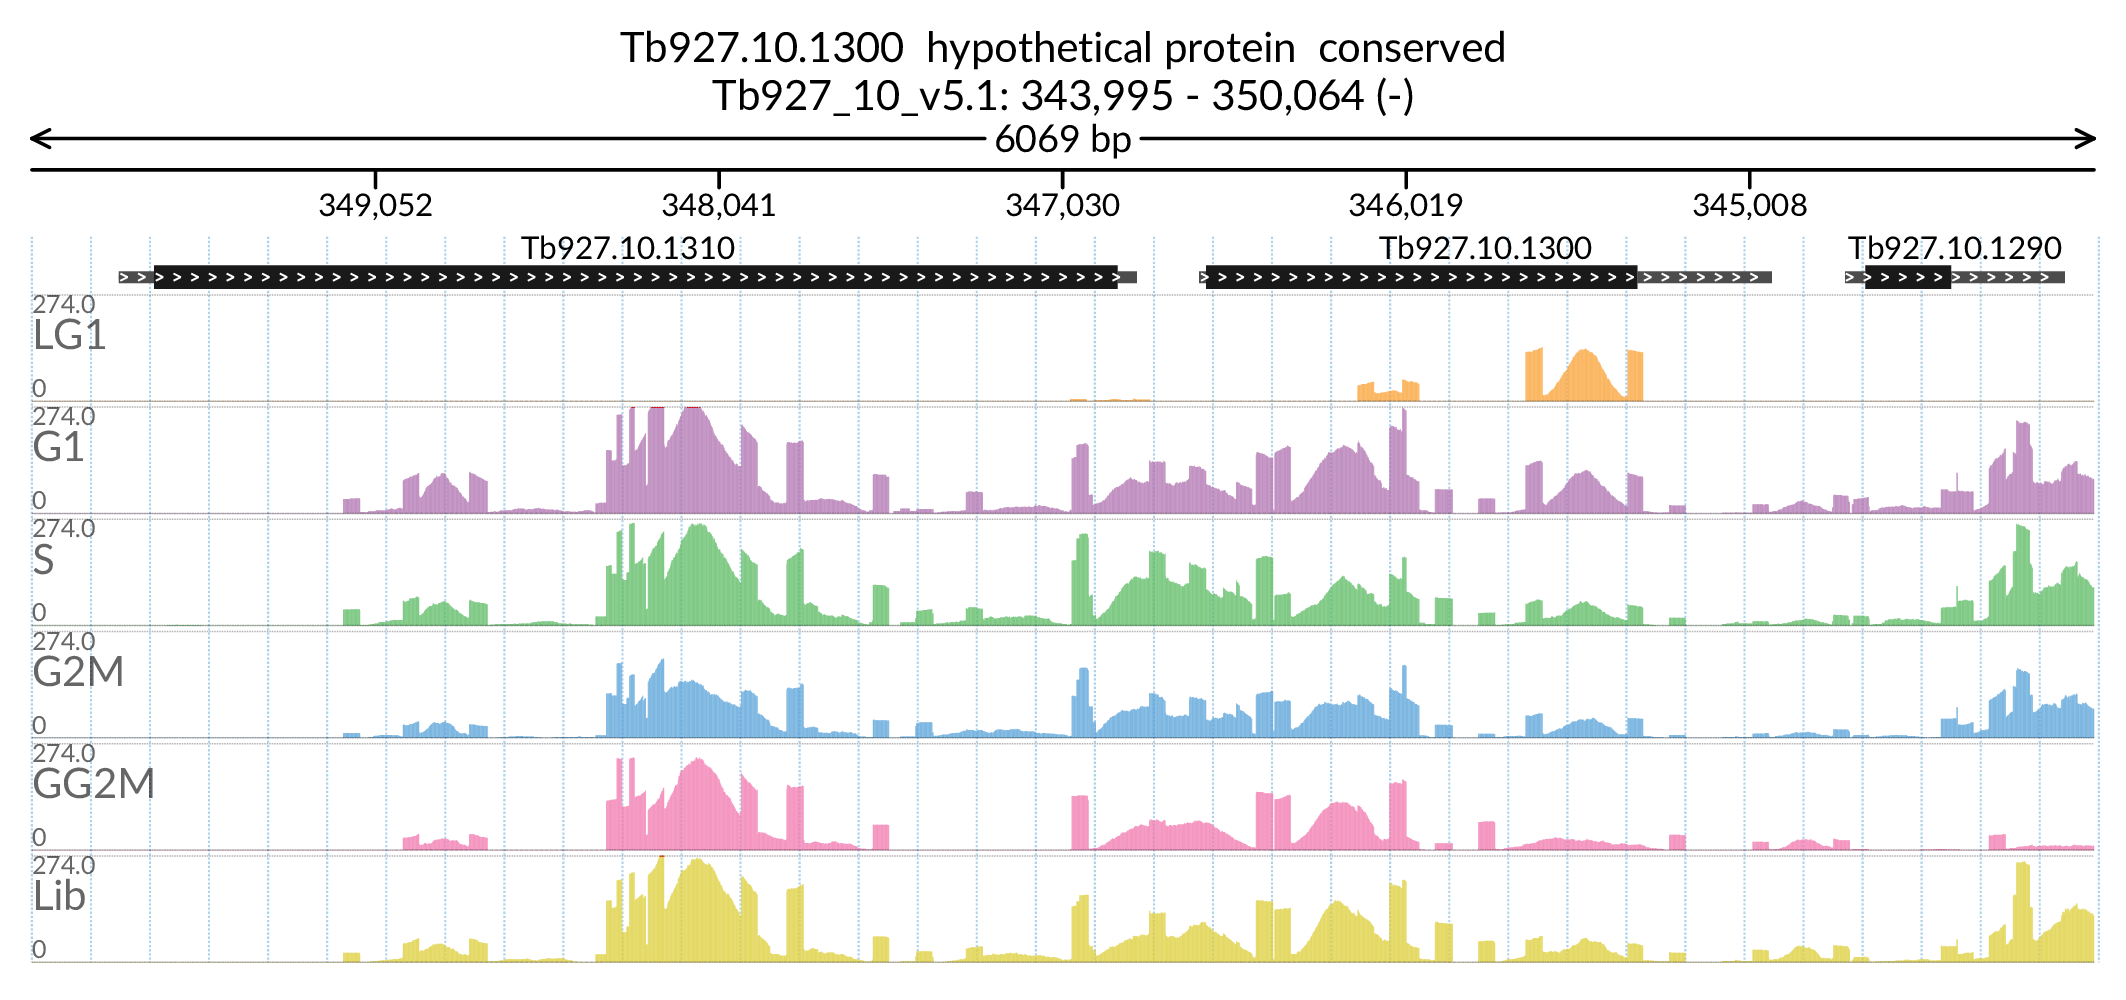 Tb927.10.1300  hypothetical protein  conserved
Tb927_10_v5.1: 343,995 - 350,064 (-)
6069 bp
349,052 348,041 347,030 346,019 345,008
Tb927.10.1310 Tb927.10.1300 Tb927.10.1290
274.0
LG1
0
274.0
G1
0
274.0
S
0
274.0
G2M
0
274.0
GG2M
0
274.0
Lib
0